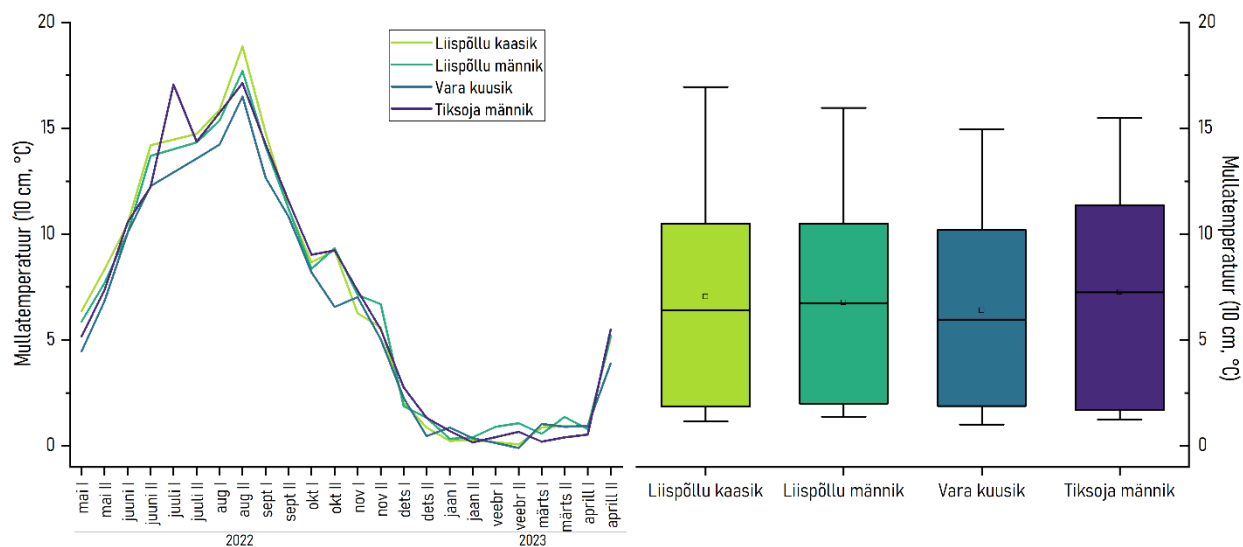 Mullatemperatuur (10 cm, °C)
20
15
10
5
0
Liispõllu kaasik
Liispõllu männik
Vara kuusik
Tiksoja männik
mai I
mai II
juuni I
juuni II
juuli I
juuli II
aug I
aug II
sept I
sept II
okt I
okt II
nov I
nov II
dets I
dets II
jaan I
jaan II
veebr I
veebr II
märts I
märts II
aprill I
aprill II
2022
2023
Liispõllu kaasik
Liispõllu männik
Vara kuusik
Tiksoja männik
20
15
10
5
0
Mullatemperatuur (10 cm, °C)